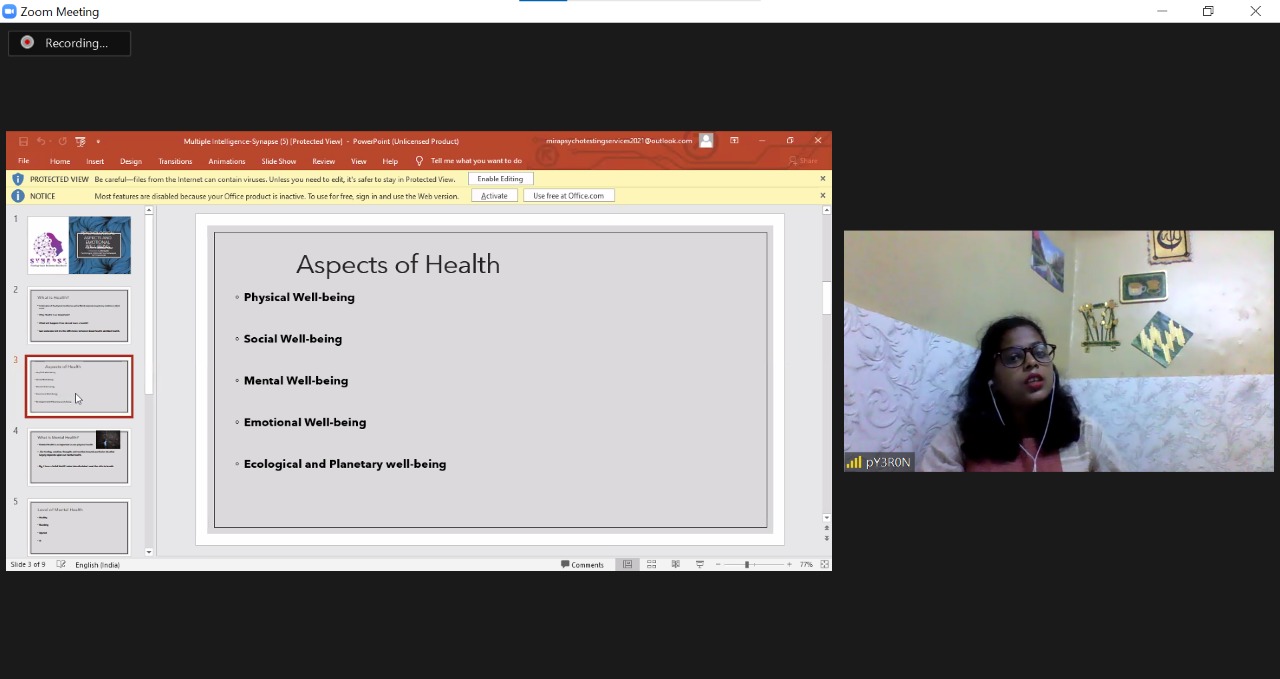 Zoom Meeting
Recording...
Multiple Intelligence-Synapse (5) [Protected View] - PowerPoint (Unlicensed Product)
mirapsychotestingservices2021@outlook.com
File Home Insert Design Transitions Animations Slide Show Review View Help Tell me what you want to do Share
PROTECTED VIEW Be careful—files from the Internet can contain viruses. Unless you need to edit, it's safer to stay in Protected View. Enable Editing
NOTICE Most features are disabled because your Office product is inactive. To use for free, sign in and use the Web version. Activate Use free at Office.com
1
2
What is Health?
3
Aspects of Health
4
What is Mental Health?
5
Level of Mental Health
Aspects of Health
Physical Well-being
Social Well-being
Mental Well-being
Emotional Well-being
Ecological and Planetary well-being
pY3R0N
Slide 3 of 9 English (India) Comments 77%